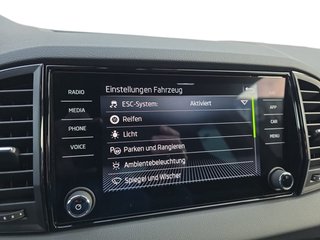 RADIO
MEDIA
PHONE
VOICE
Einstellungen Fahrzeug
ESC-System: Aktiviert
Reifen
Licht
Parken und Rangieren
Ambientebeleuchtung
Spiegel und Wischer
APP
CAR
MENU